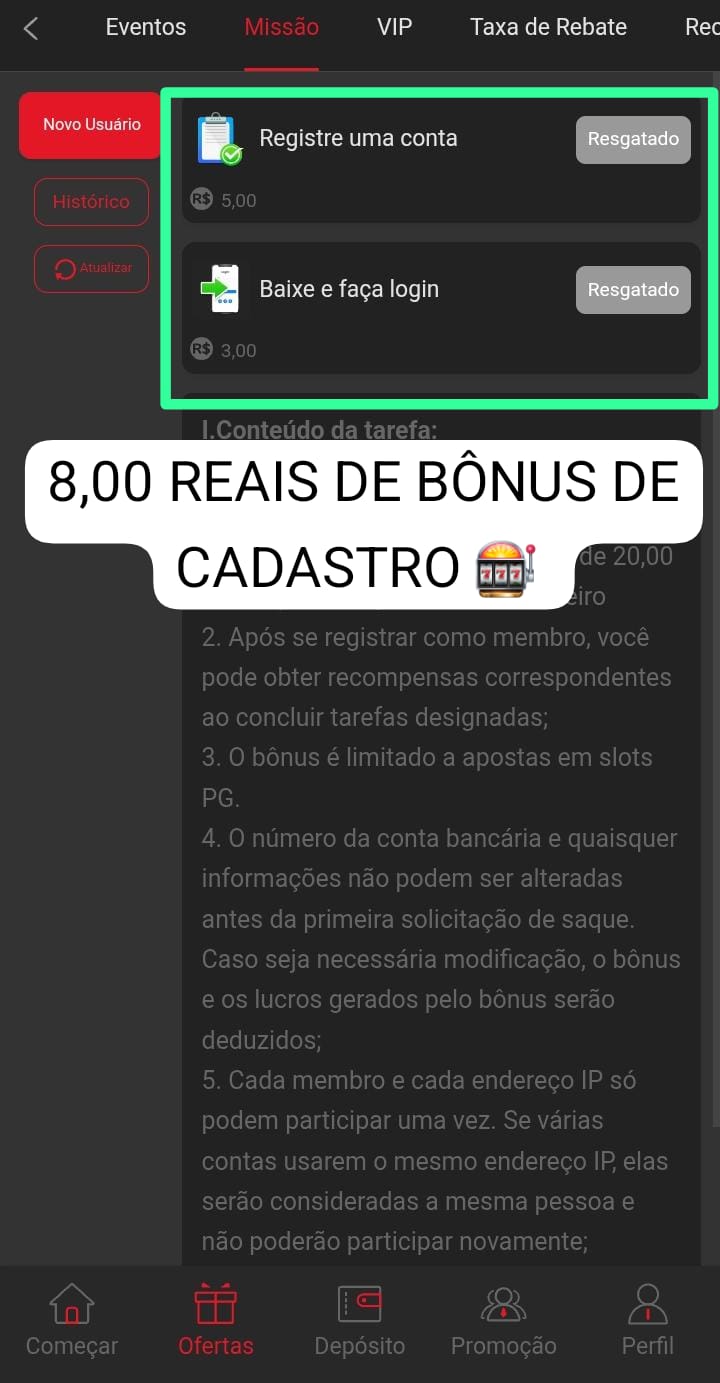 Eventos Missão VIP Taxa de Rebate Rec
Novo Usuário
Histórico
Atualizar
Registre uma conta
Resgatado
R$ 5,00
Baixe e faça login
Resgatado
R$ 3,00
I.Conteúdo da tarefa:
8,00 REAIS DE BÔNUS DE
CADASTRO
de 20,00
eiro
2. Após se registrar como membro, você
pode obter recompensas correspondentes
ao concluir tarefas designadas;
3. O bônus é limitado a apostas em slots
PG.
4. O número da conta bancária e quaisquer
informações não podem ser alteradas
antes da primeira solicitação de saque.
Caso seja necessária modificação, o bônus
e os lucros gerados pelo bônus serão
deduzidos;
5. Cada membro e cada endereço IP só
podem participar uma vez. Se várias
contas usarem o mesmo endereço IP, elas
serão consideradas a mesma pessoa e
não poderão participar novamente;
Começar Ofertas Depósito Promoção Perfil